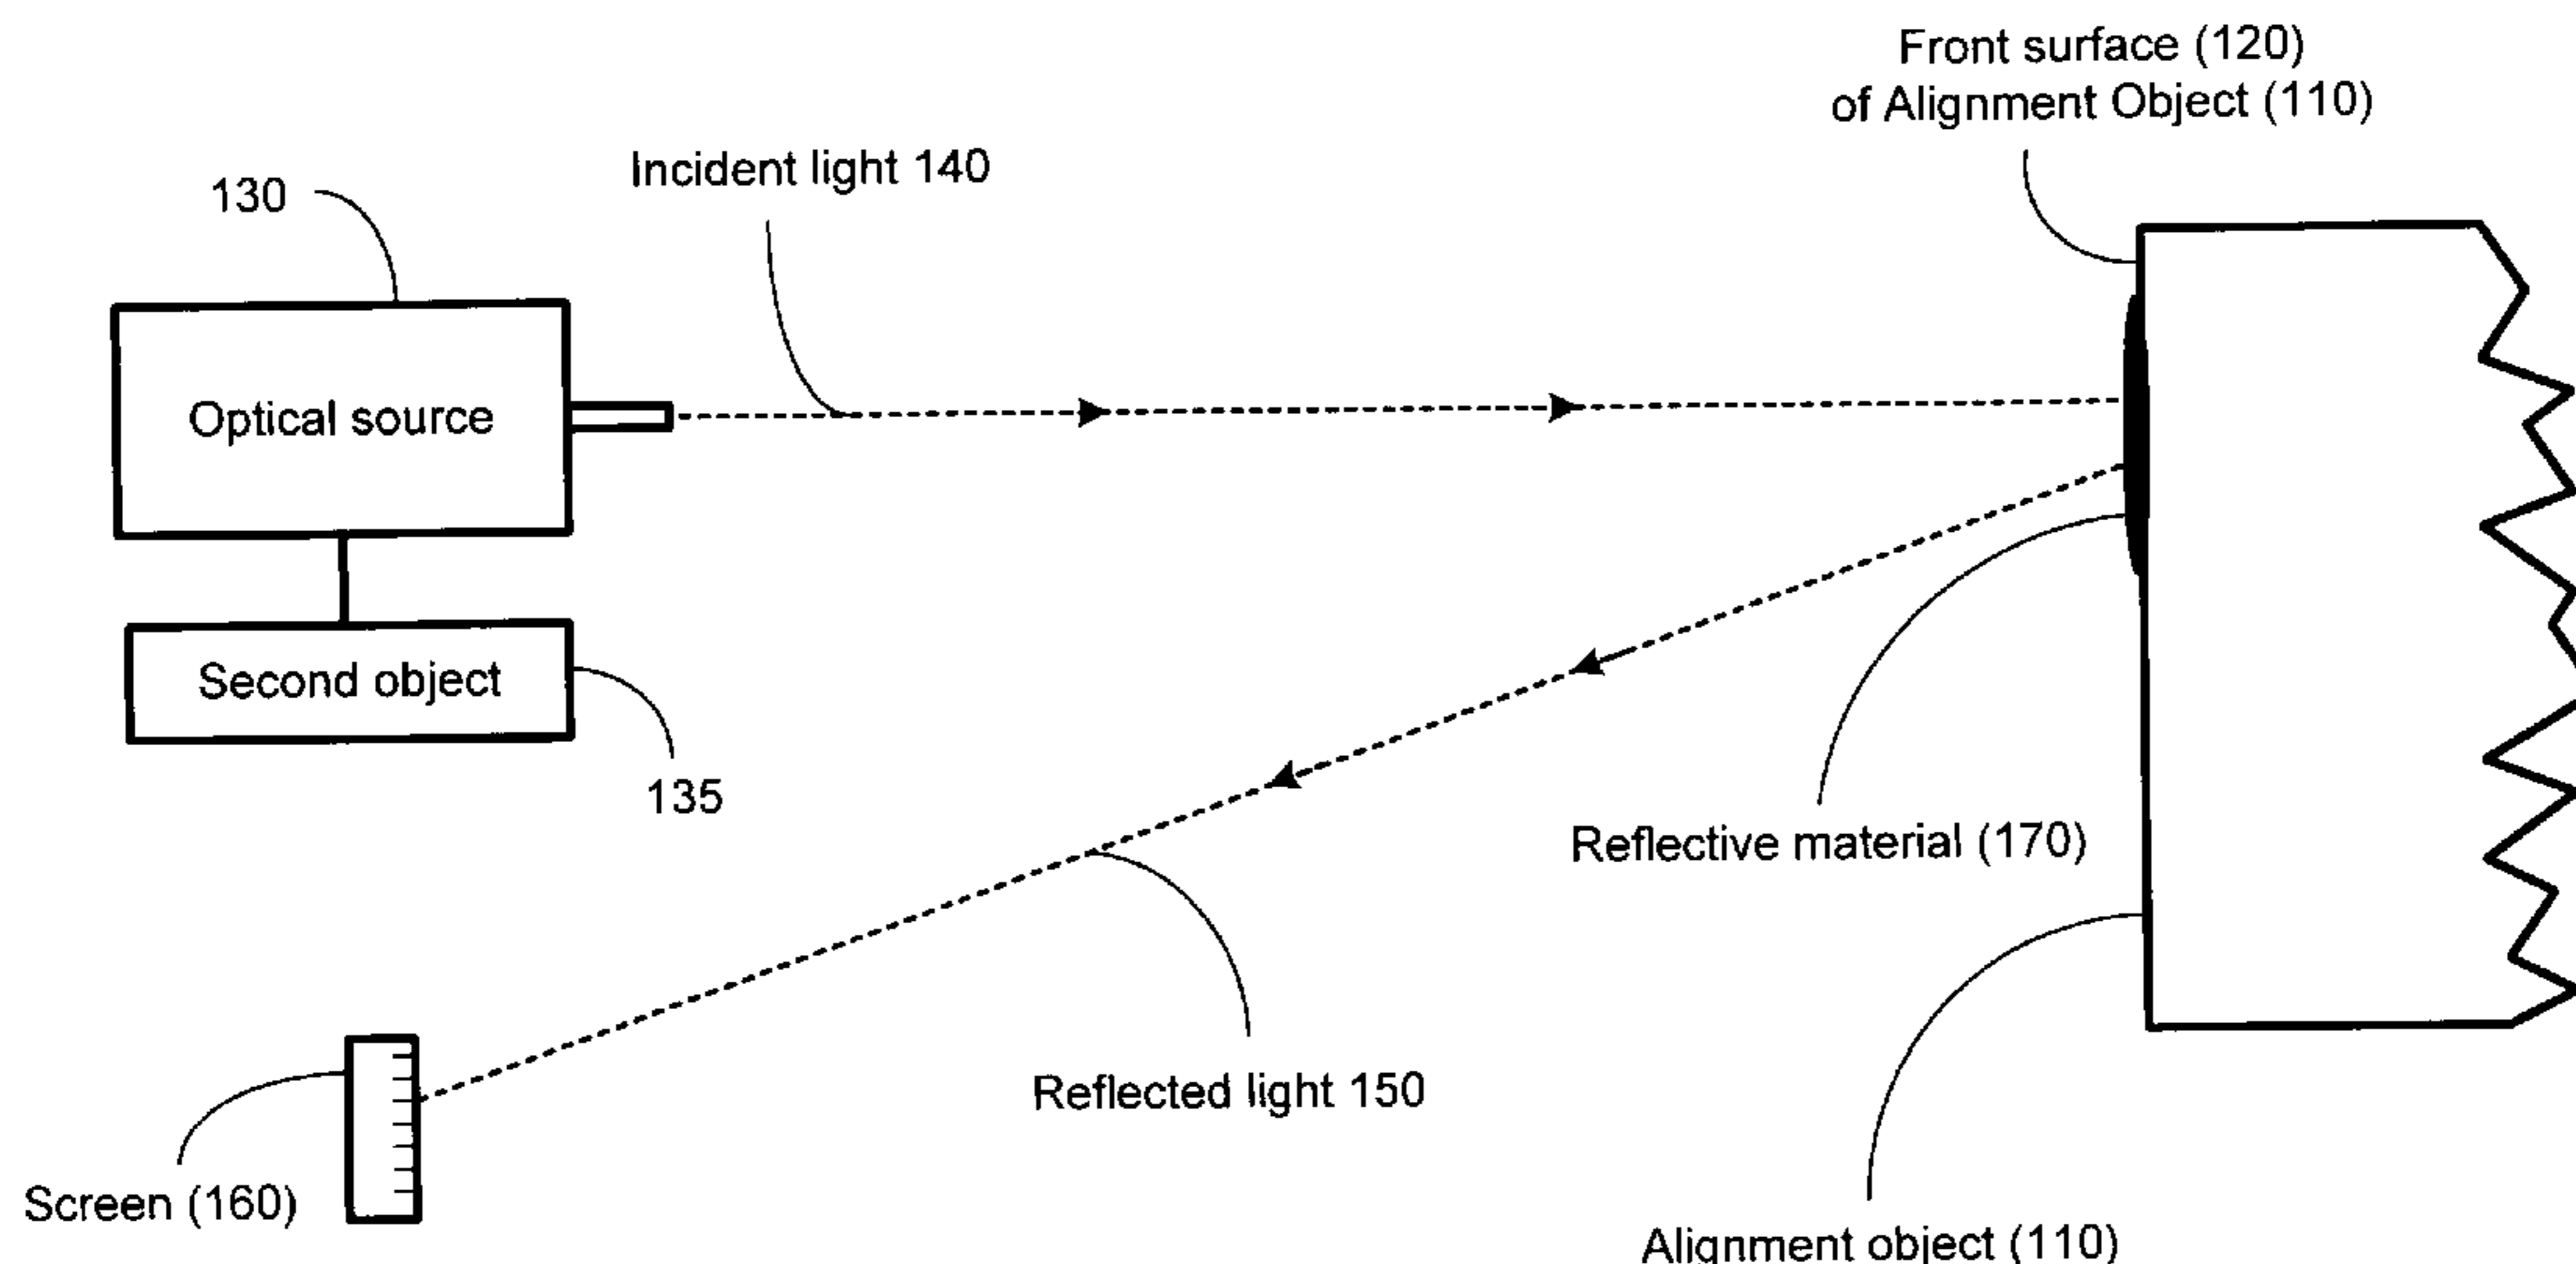 Front surface (120)
of Alignment Object (110)
Incident light 140
130
Optical source
Second object
135
Reflective material (170)
Reflected light 150
Screen (160)
Alignment object (110)